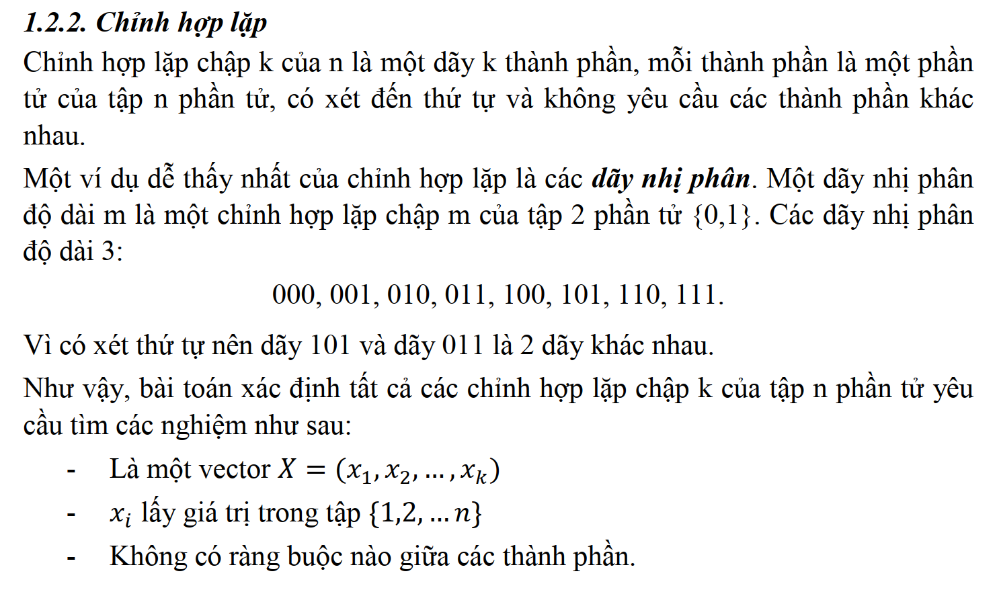 1.2.2. Chỉnh hợp lặp
Chỉnh hợp lặp chập k của n là một dãy k thành phần, mỗi thành phần là một phần
tử của tập n phần tử, có xét đến thứ tự và không yêu cầu các thành phần khác
nhau.
Một ví dụ dễ thấy nhất của chỉnh hợp lặp là các dãy nhị phân. Một dãy nhị phân
độ dài m là một chỉnh hợp lặp chập m của tập 2 phần tử {0,1}. Các dãy nhị phân
độ dài 3:
000, 001, 010, 011, 100, 101, 110, 111.
Vì có xét thứ tự nên dãy 101 và dãy 011 là 2 dãy khác nhau.
Như vậy, bài toán xác định tất cả các chỉnh hợp lặp chập k của tập n phần tử yêu
cầu tìm các nghiệm như sau:
- Là một vector X = (x₁, x₂, … , xₖ)
- xᵢ lấy giá trị trong tập {1,2, … n}
- Không có ràng buộc nào giữa các thành phần.